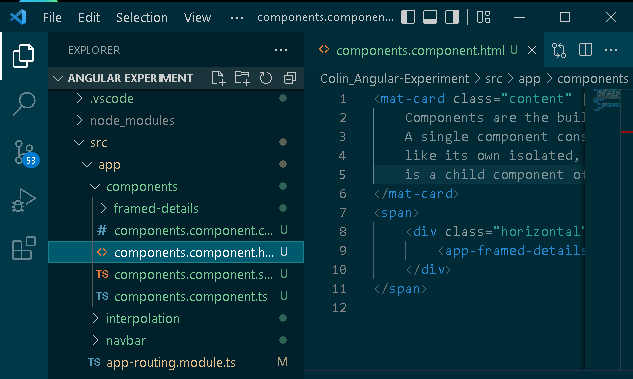 File Edit Selection View ... components.componen...
EXPLORER ...
components.component.html U
ANGULAR EXPERIMENT
Colin_Angular-Experiment > src > app > components
.vscode
node_modules
src
app
components
framed-details
components.component.c... U
components.component.h... U
components.component.s... U
components.component.ts U
interpolation
navbar
TS app-routing.module.ts M
53
1 <mat-card class="content"
2 Components are the buil
3 A single component cons
4 like its own isolated,
5 is a child component of
6 </mat-card>
7 <span>
8 <div class="horizontal"
9 <app-framed-details
10 </div>
11 </span>
12